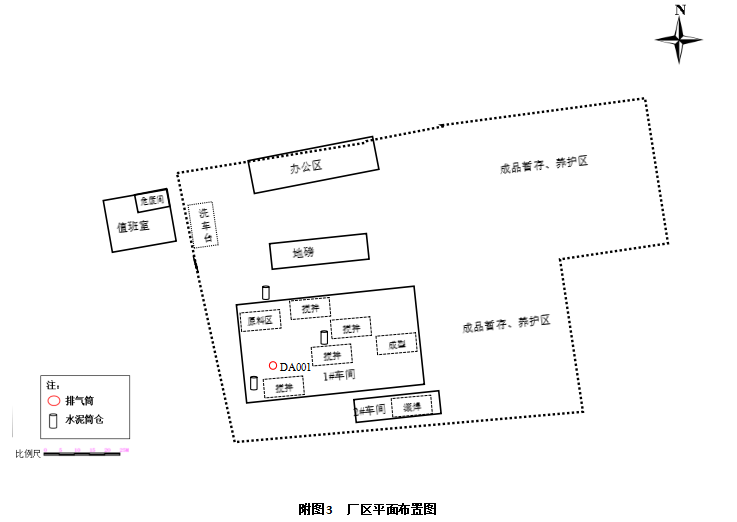 N
办公区
成品暂存、养护区
危废间
值班室
洗车台
地磅
原料区
搅拌
搅拌
成型
搅拌
DA001
搅拌
1#车间
成品暂存、养护区
2#车间
滚焊
注：
排气筒
水泥筒仓
比例尺
附图3 厂区平面布置图